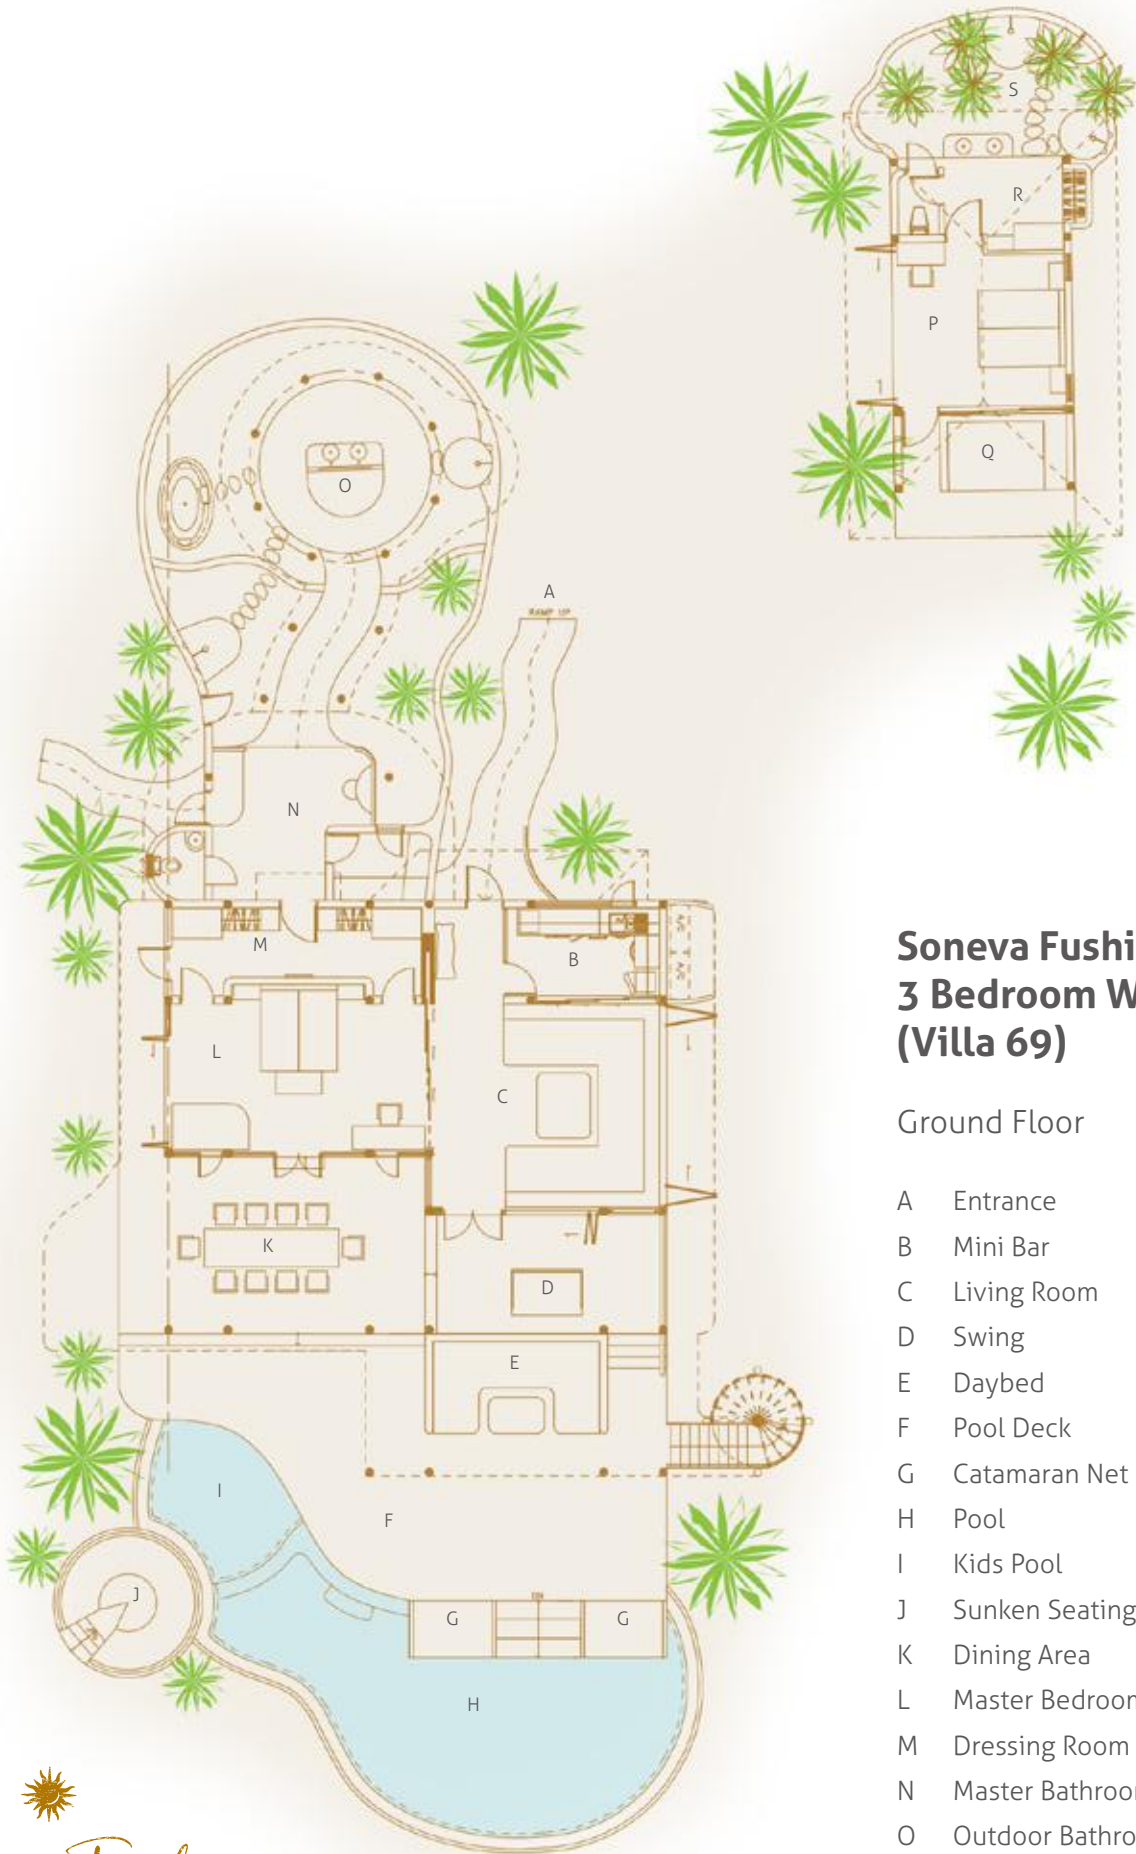 S
R
P
Q
O
A
RAMP UP
N
M
B
L
C
K
D
E
I
F
J
G
G
H
Soneva Fushi
3 Bedroom W
(Villa 69)
Ground Floor
A Entrance
B Mini Bar
C Living Room
D Swing
E Daybed
F Pool Deck
G Catamaran Net
H Pool
I Kids Pool
J Sunken Seating
K Dining Area
L Master Bedroom
M Dressing Room
N Master Bathroom
O Outdoor Bathro